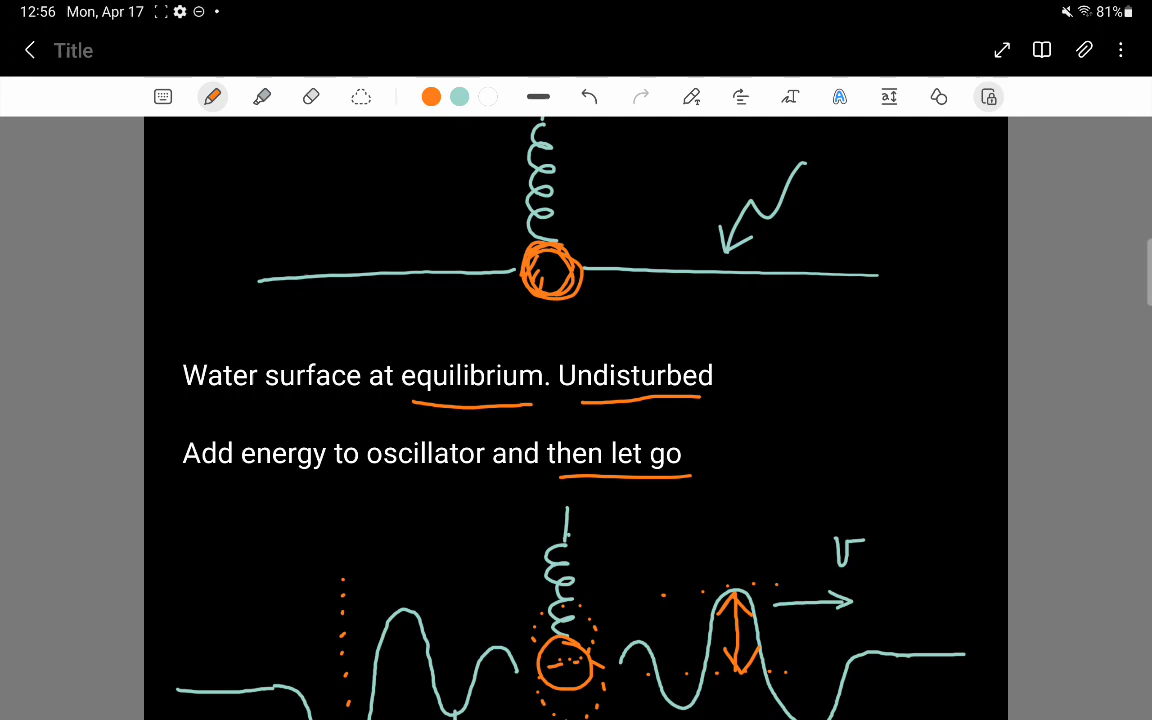 12:56 Mon, Apr 17 81%
Title
Water surface at equilibrium. Undisturbed
Add energy to oscillator and then let go
v